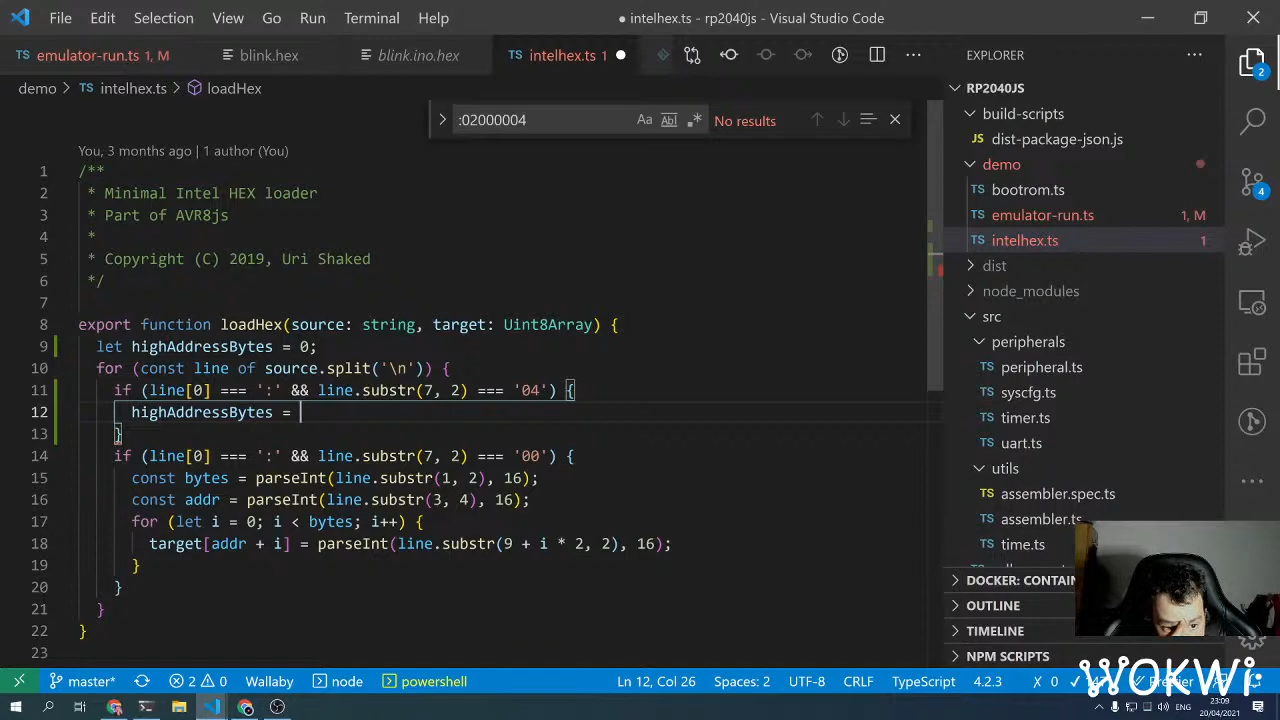 File Edit Selection View Go Run Terminal Help
● intelhex.ts - rp2040js - Visual Studio Code
TS emulator-run.ts 1, M
blink.hex
blink.ino.hex
TS intelhex.ts 1 ●
EXPLORER
:02000004
Aa Abl .*
No results
demo > TS intelhex.ts > loadHex
You, 3 months ago | 1 author (You)
1 /**
2 * Minimal Intel HEX loader
3 * Part of AVR8js
4 *
5 * Copyright (C) 2019, Uri Shaked
6 */
7
8 export function loadHex(source: string, target: Uint8Array) {
9 let highAddressBytes = 0;
10 for (const line of source.split('\n')) {
11 if (line[0] === ':' && line.substr(7, 2) === '04') {
12 highAddressBytes =
13 }
14 if (line[0] === ':' && line.substr(7, 2) === '00') {
15 const bytes = parseInt(line.substr(1, 2), 16);
16 const addr = parseInt(line.substr(3, 4), 16);
17 for (let i = 0; i < bytes; i++) {
18 target[addr + i] = parseInt(line.substr(9 + i * 2, 2), 16);
19 }
20 }
21 }
22 }
23
RP2040JS
build-scripts
JS dist-package-json.js
demo
TS bootrom.ts
TS emulator-run.ts 1, M
TS intelhex.ts 1
dist
node_modules
src
peripherals
TS peripheral.ts
TS syscfg.ts
TS timer.ts
TS uart.ts
utils
TS assembler.spec.ts
TS assembler.ts
TS time.ts
DOCKER:
OUTLINE
TIMELINE
NPM SCRIPTS
2
4
master*
2 0
Wallaby
node
powershell
Ln 12, Col 26
Spaces: 2
UTF-8
CRLF
TypeScript
4.2.3
0
WOKWi
ENG
23:09
20/04/2021